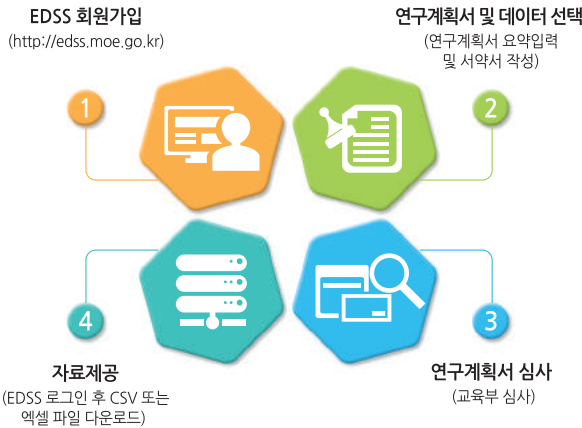 EDSS 회원가입
(http://edss.moe.go.kr)
1
연구계획서 및 데이터 선택
(연구계획서 요약입력
및 서약서 작성)
2
3
연구계획서 심사
(교육부 심사)
4
자료제공
(EDSS 로그인 후 CSV 또는
엑셀 파일 다운로드)